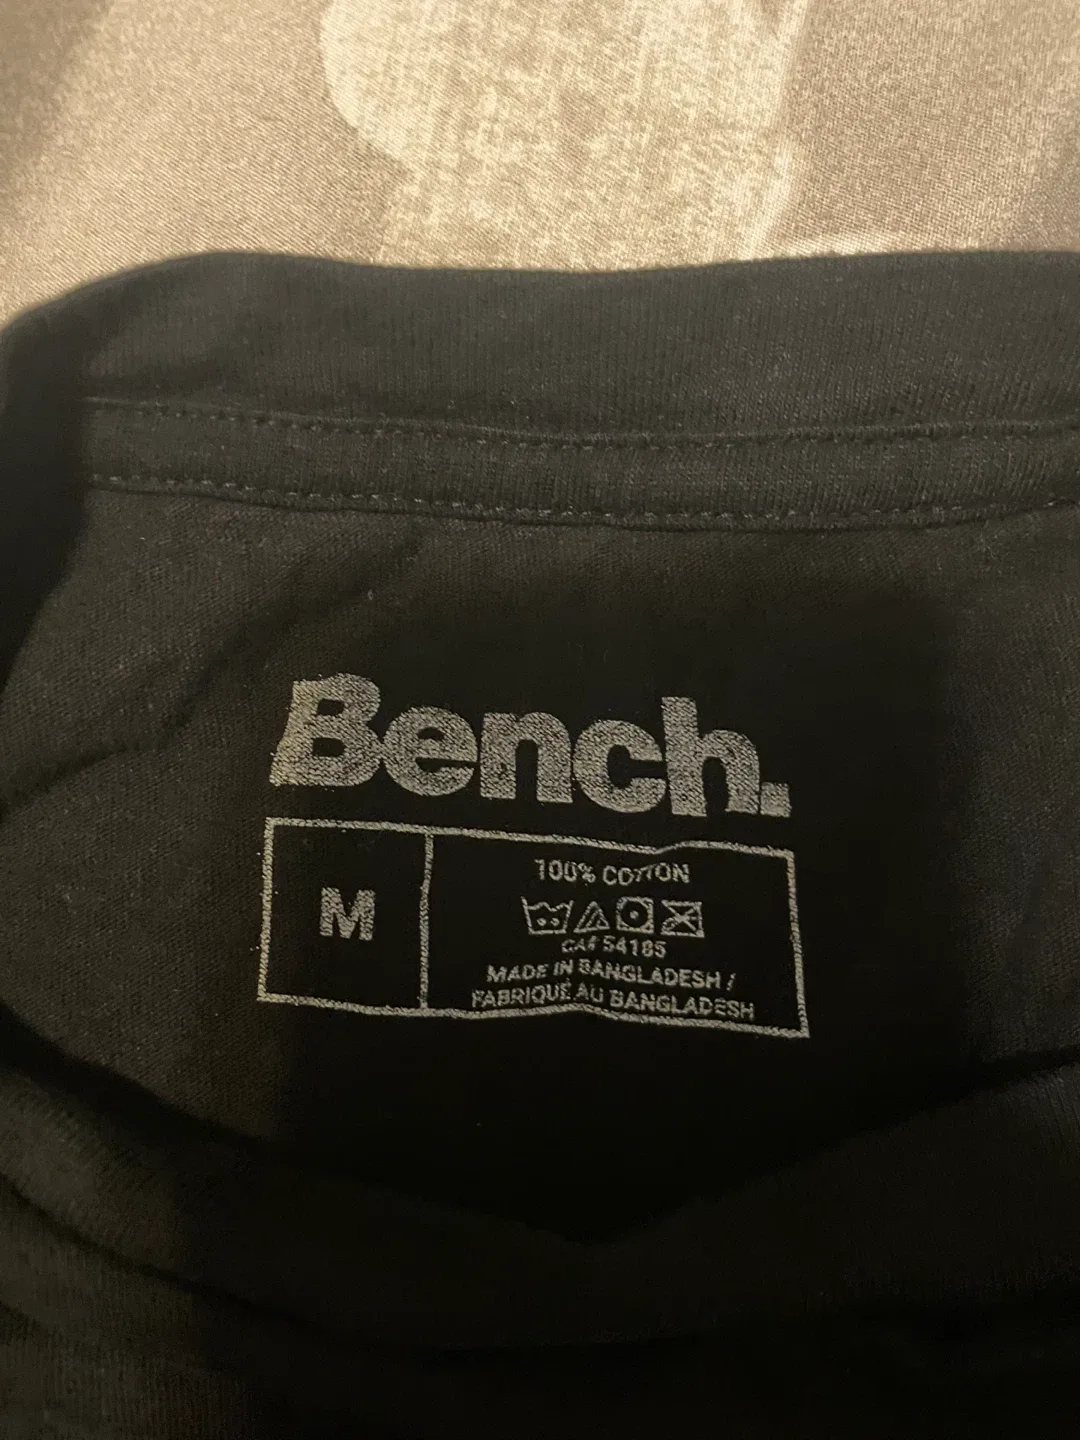 Bench.
M
100% COTTON
CA# 54185
MADE IN BANGLADESH /
FABRIQUÉ AU BANGLADESH